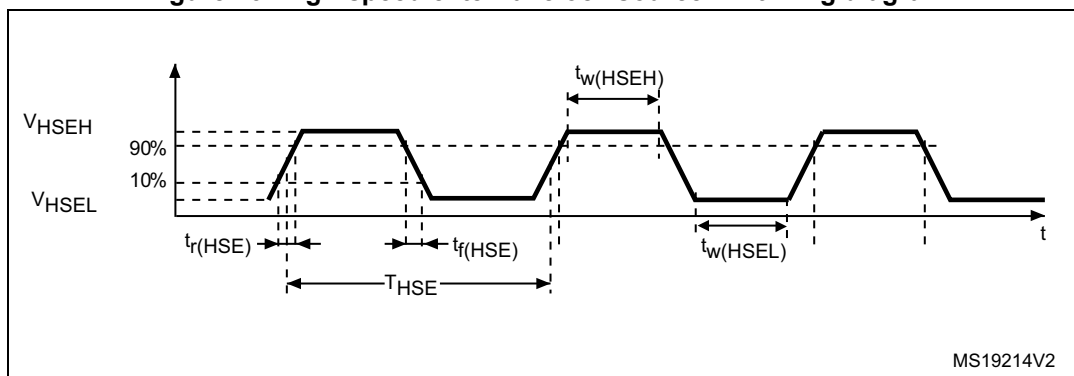 tw(HSEH)
VHSEH
90%
10%
VHSEL
tr(HSE)
tf(HSE)
tw(HSEL)
t
THSE
MS19214V2